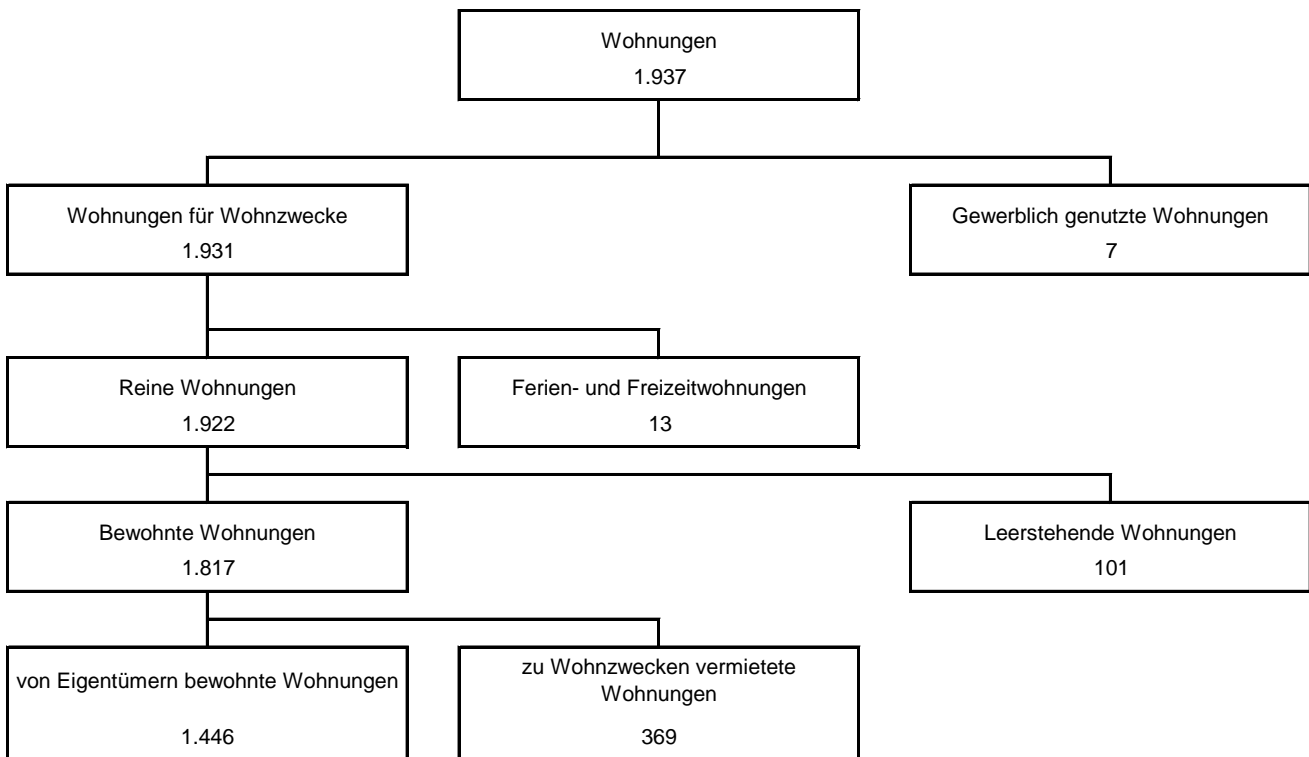 Wohnungen
1.937
Wohnungen für Wohnzwecke
1.931
Gewerblich genutzte Wohnungen
7
Reine Wohnungen
1.922
Ferien- und Freizeitwohnungen
13
Bewohnte Wohnungen
1.817
Leerstehende Wohnungen
101
von Eigentümern bewohnte Wohnungen
1.446
zu Wohnzwecken vermietete
Wohnungen
369